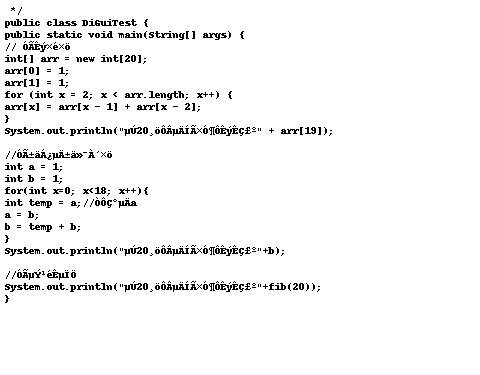 */
public class DiGuiTest {
public static void main(String[] args) {
// ÓÃÊý×é×ö
int[] arr = new int[20];
arr[0] = 1;
arr[1] = 1;
for (int x = 2; x < arr.length; x++) {
arr[x] = arr[x - 1] + arr[x - 2];
}
System.out.println("µÚ20¸öÔÂµÄÍÃ×Ó¶ÔÊýÊÇ£º" + arr[19]);
//ÓÃ±äÁ¿µÄ±ä»¯À´×ö
int a = 1;
int b = 1;
for(int x=0; x<18; x++){
int temp = a;//ÒÔÇ°µÄa
a = b;
b = temp + b;
}
System.out.println("µÚ20¸öÔÂµÄÍÃ×Ó¶ÔÊýÊÇ£º"+b);
//ÓÃµÝ¹éÊµÏÖ
System.out.println("µÚ20¸öÔÂµÄÍÃ×Ó¶ÔÊýÊÇ£º"+fib(20));
}